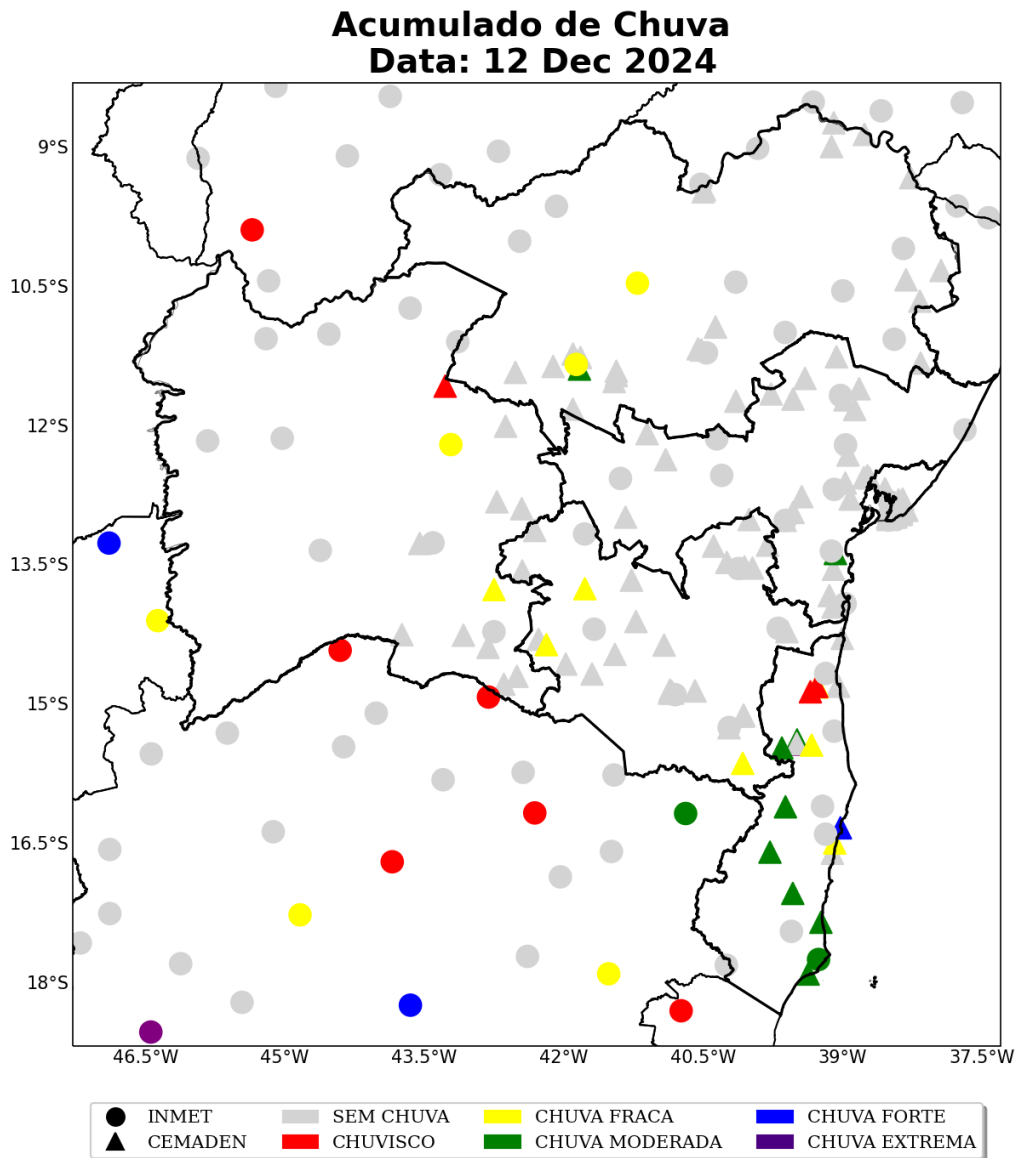 Acumulado de Chuva
Data: 12 Dec 2024
9°S
10.5°S
12°S
13.5°S
15°S
16.5°S
18°S
46.5°W 45°W 43.5°W 42°W 40.5°W 39°W 37.5°W
INMET SEM CHUVA CHUVA FRACA CHUVA FORTE
CEMADEN CHUVISCO CHUVA MODERADA CHUVA EXTREMA